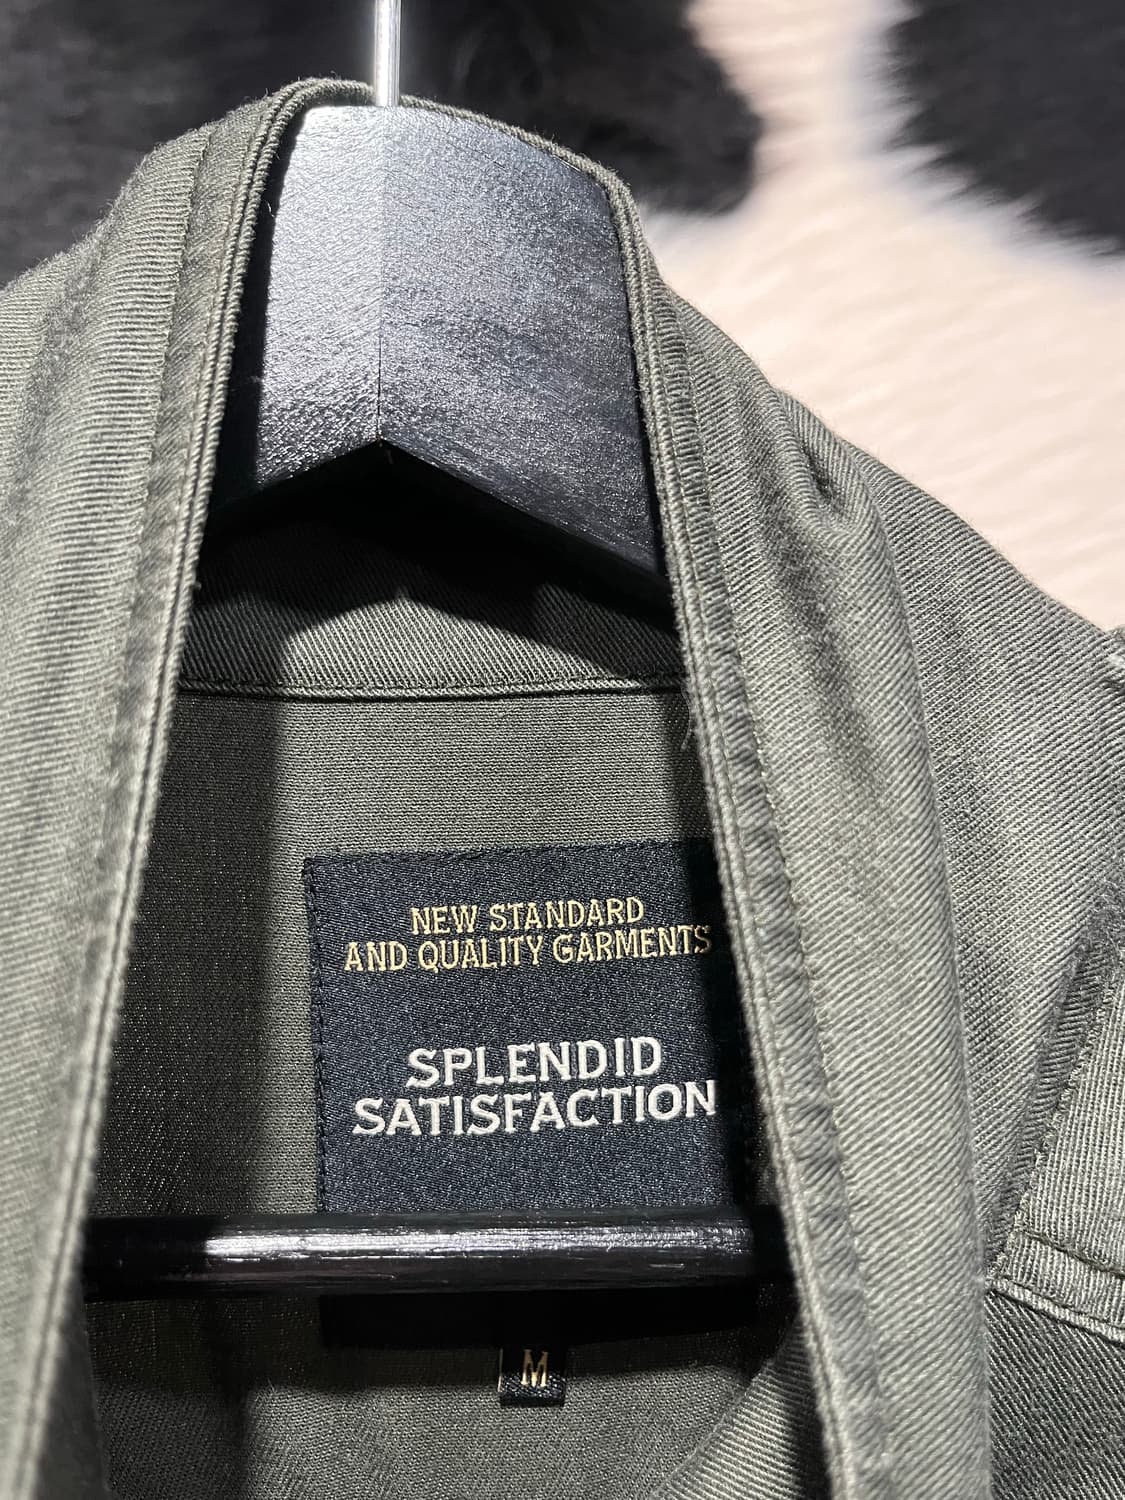 NEW STANDARD
AND QUALITY GARMENTS
SPLENDID
SATISFACTION
M